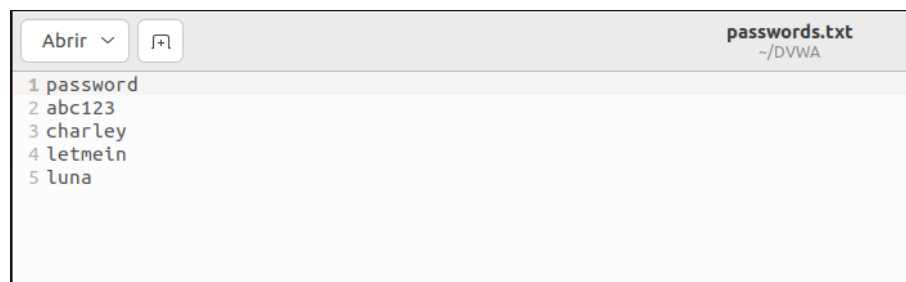 Abrir
passwords.txt
~/DVWA
1 password
2 abc123
3 charley
4 letmein
5 luna